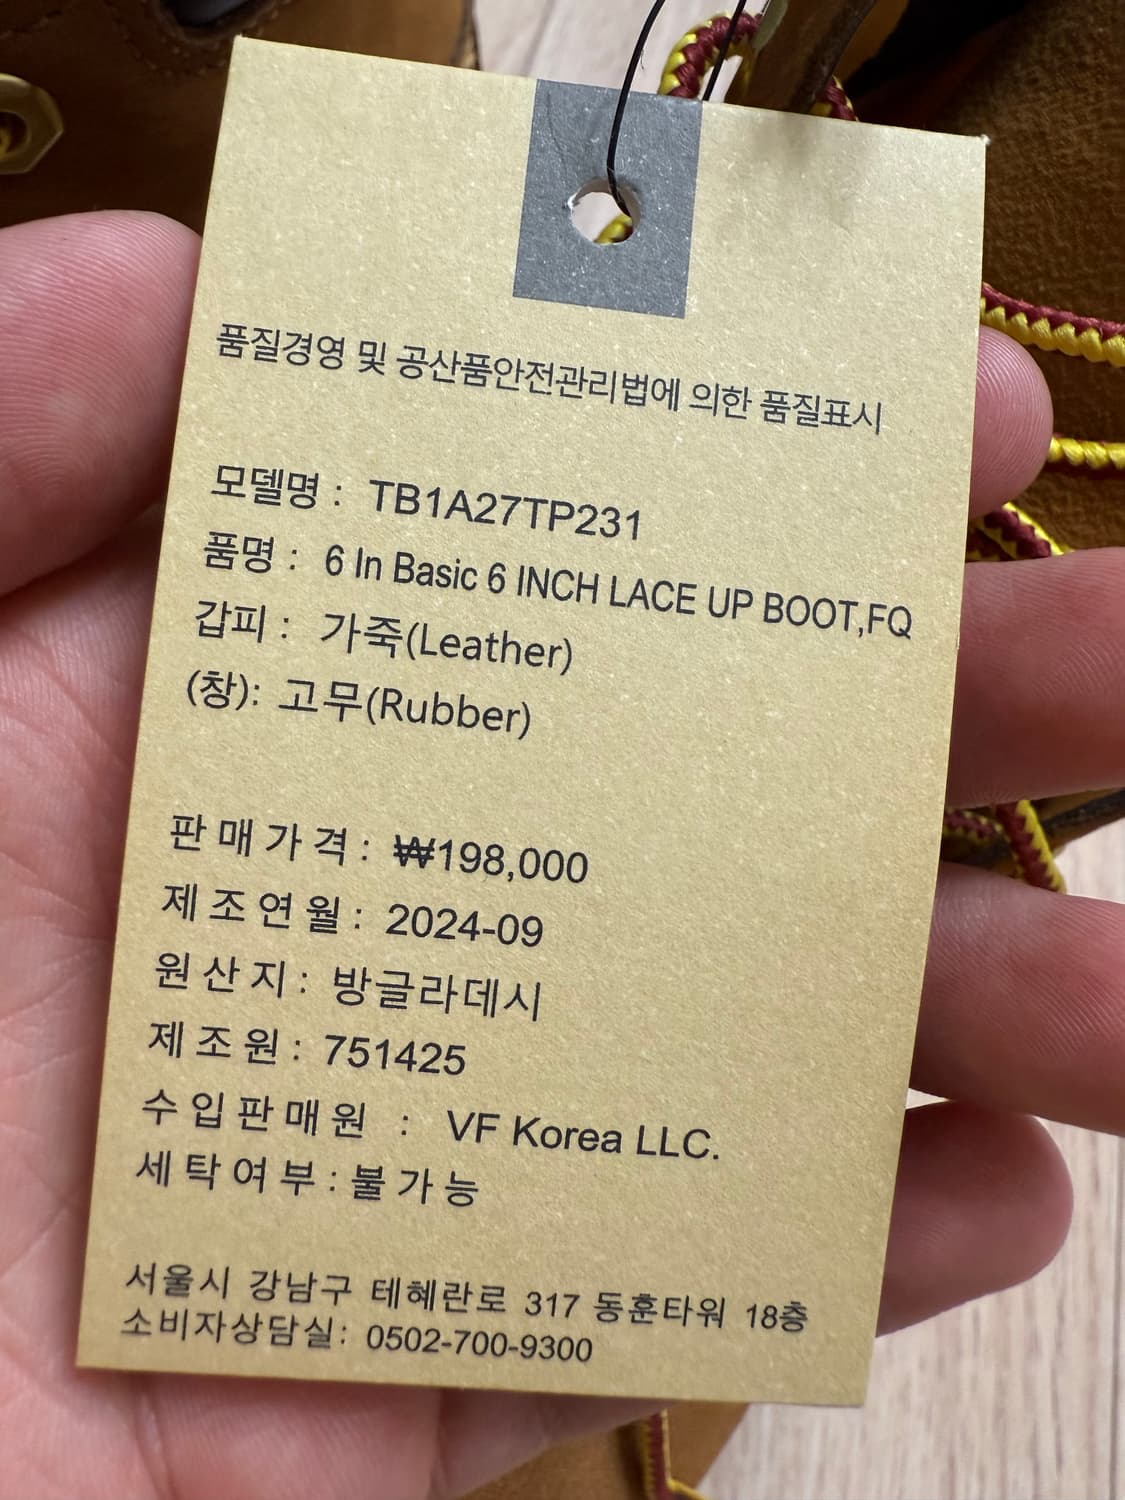 품질경영 및 공산품안전관리법에 의한 품질표시
모델명 : TB1A27TP231
품명 : 6 In Basic 6 INCH LACE UP BOOT,FQ
갑피 : 가죽(Leather)
(창): 고무(Rubber)
판매가격 : ₩198,000
제조연월 : 2024-09
원산지 : 방글라데시
제조원 : 751425
수입판매원 : VF Korea LLC.
세탁여부 : 불가능
서울시 강남구 테헤란로 317 동훈타워 18층
소비자상담실: 0502-700-9300